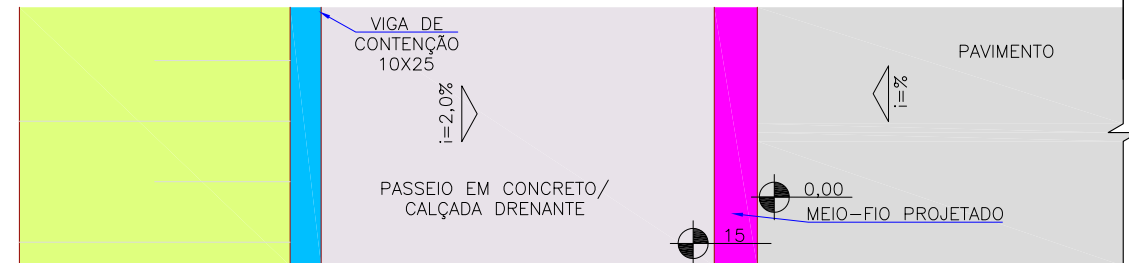 VIGA DE
CONTENÇÃO
10X25
PAVIMENTO
i=2,0%
i=%
PASSEIO EM CONCRETO/
CALÇADA DRENANTE
0,00
MEIO-FIO PROJETADO
15